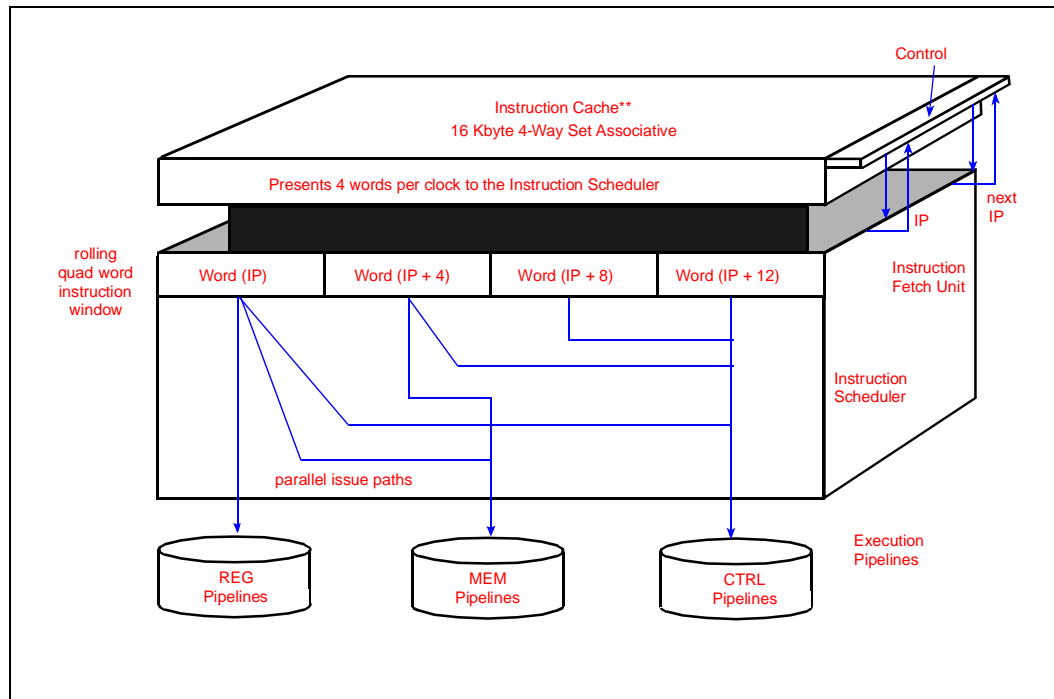 Control
Instruction Cache**
16 Kbyte 4-Way Set Associative
Presents 4 words per clock to the Instruction Scheduler
next
IP
IP
rolling
quad word
instruction
window
Word (IP)
Word (IP + 4)
Word (IP + 8)
Word (IP + 12)
Instruction
Fetch Unit
Instruction
Scheduler
parallel issue paths
Execution
Pipelines
REG
Pipelines
MEM
Pipelines
CTRL
Pipelines